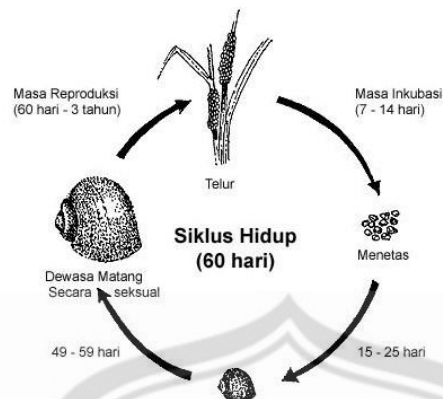 Masa Reproduksi
(60 hari - 3 tahun)
Masa Inkubasi
(7 - 14 hari)
Telur
Siklus Hidup
(60 hari)
Menetas
Dewasa Matang
Secara seksual
49 - 59 hari
15 - 25 hari